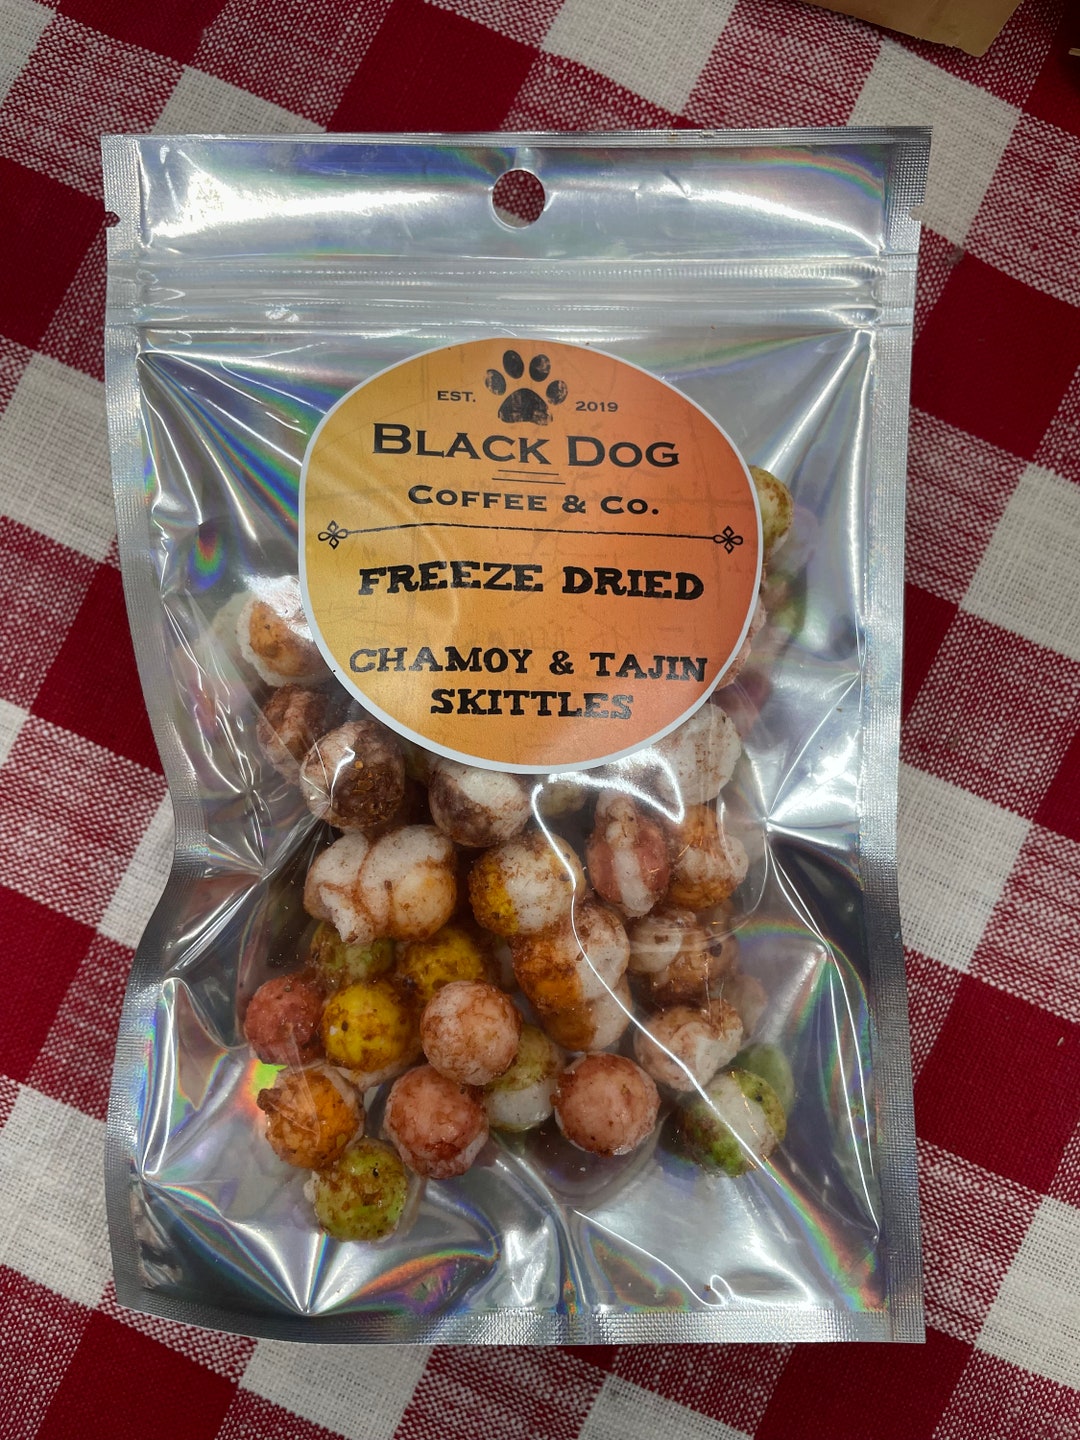 EST. 2019
BLACK DOG
COFFEE & CO.
FREEZE DRIED
CHAMOY & TAJIN
SKITTLES